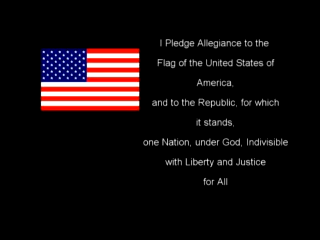 I Pledge Allegiance to the
Flag of the United States of
America,
and to the Republic, for which
it stands,
one Nation, under God, Indivisible
with Liberty and Justice
for All